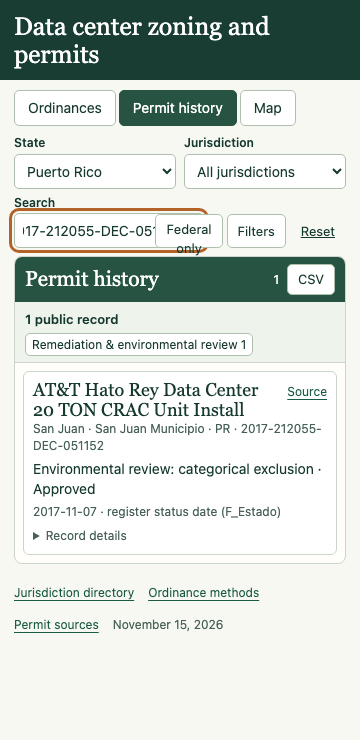 Data center zoning and
permits
Ordinances
Permit history
Map
State
Jurisdiction
Puerto Rico
All jurisdictions
Search
17-212055-DEC-051
Federal
only
Filters
Reset
Permit history
1
CSV
1 public record
Remediation & environmental review 1
AT&T Hato Rey Data Center
20 TON CRAC Unit Install
Source
San Juan · San Juan Municipio · PR · 2017-212055-
DEC-051152
Environmental review: categorical exclusion ·
Approved
2017-11-07 · register status date (F_Estado)
Record details
Jurisdiction directory
Ordinance methods
Permit sources
November 15, 2026